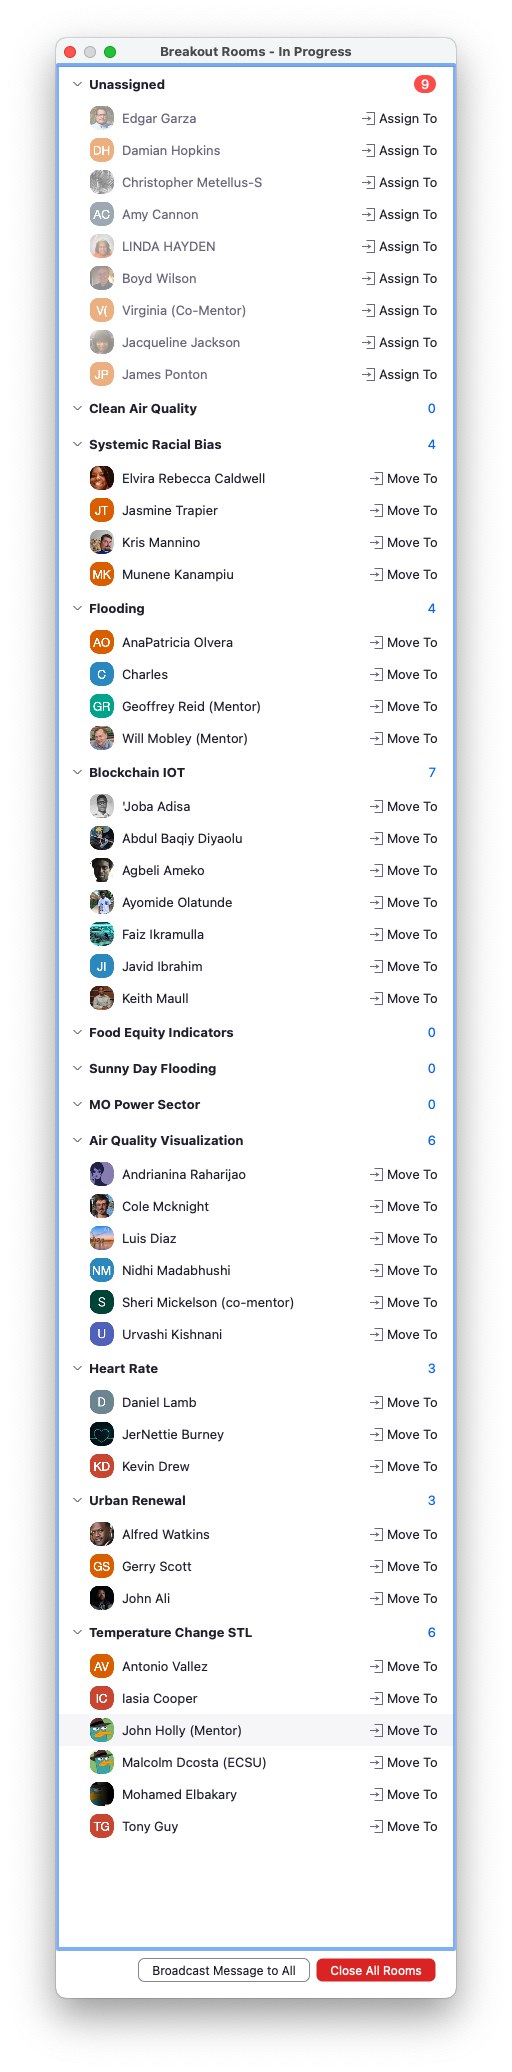 Breakout Rooms - In Progress
Unassigned 9
Edgar Garza Assign To
DH Damian Hopkins Assign To
Christopher Metellus-S Assign To
AC Amy Cannon Assign To
LINDA HAYDEN Assign To
Boyd Wilson Assign To
V( Virginia (Co-Mentor) Assign To
Jacqueline Jackson Assign To
JP James Ponton Assign To
Clean Air Quality 0
Systemic Racial Bias 4
Elvira Rebecca Caldwell Move To
JT Jasmine Trapier Move To
Kris Mannino Move To
MK Munene Kanampiu Move To
Flooding 4
AO AnaPatricia Olvera Move To
C Charles Move To
GR Geoffrey Reid (Mentor) Move To
Will Mobley (Mentor) Move To
Blockchain IOT 7
'Joba Adisa Move To
Abdul Baqiy Diyaolu Move To
Agbeli Ameko Move To
Ayomide Olatunde Move To
Faiz Ikramulla Move To
JI Javid Ibrahim Move To
Keith Maull Move To
Food Equity Indicators 0
Sunny Day Flooding 0
MO Power Sector 0
Air Quality Visualization 6
Andrianina Raharijao Move To
Cole Mcknight Move To
Luis Diaz Move To
NM Nidhi Madabhushi Move To
S Sheri Mickelson (co-mentor) Move To
U Urvashi Kishnani Move To
Heart Rate 3
D Daniel Lamb Move To
JerNettie Burney Move To
KD Kevin Drew Move To
Urban Renewal 3
Alfred Watkins Move To
GS Gerry Scott Move To
John Ali Move To
Temperature Change STL 6
AV Antonio Vallez Move To
IC Iasia Cooper Move To
John Holly (Mentor) Move To
Malcolm Dcosta (ECSU) Move To
Mohamed Elbakary Move To
TG Tony Guy Move To
Broadcast Message to All Close All Rooms